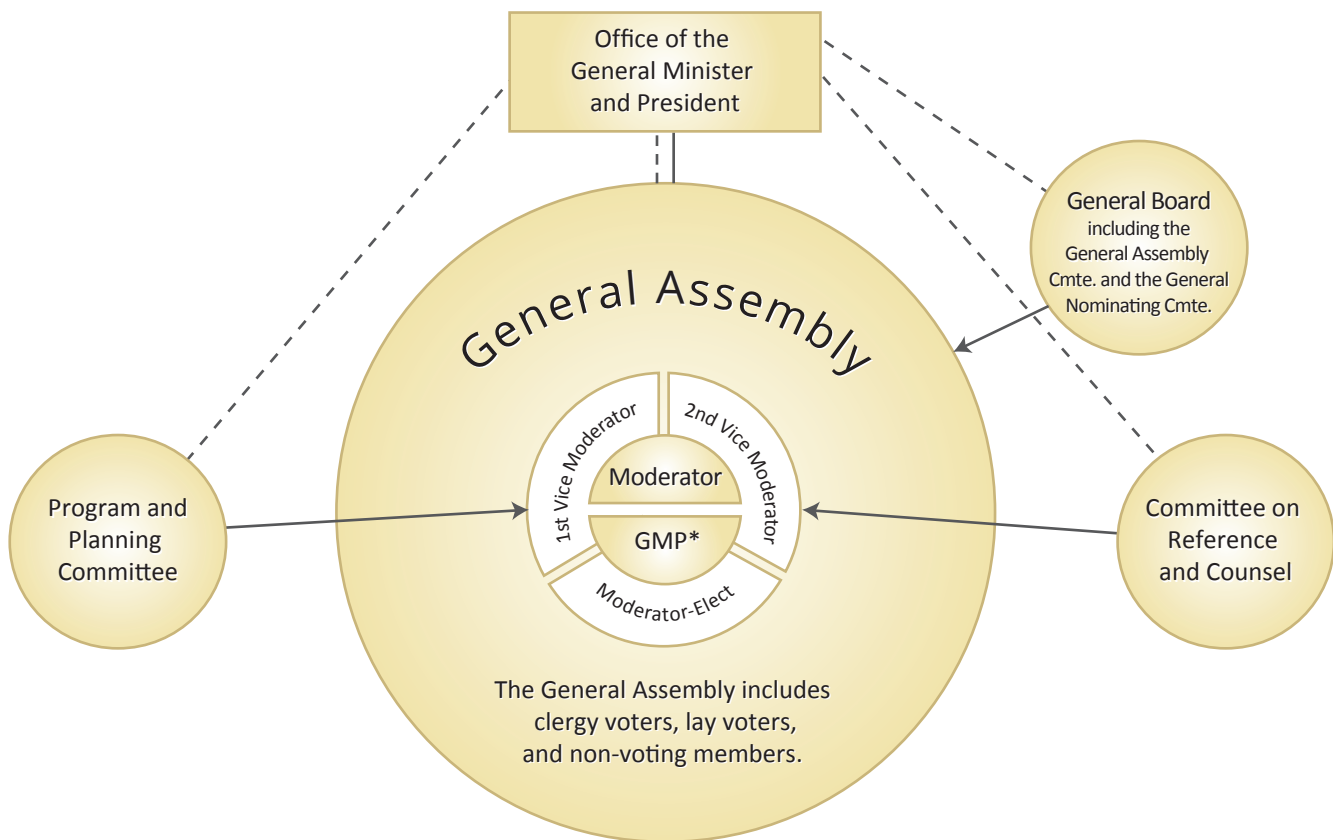 Office of the
General Minister
and President
General Board
including the
General Assembly
Cmte. and the General
Nominating Cmte.
General Assembly
1st Vice Moderator
2nd Vice Moderator
Moderator
GMP*
Moderator-Elect
Program and
Planning
Committee
Committee on
Reference
and Counsel
The General Assembly includes
clergy voters, lay voters,
and non-voting members.